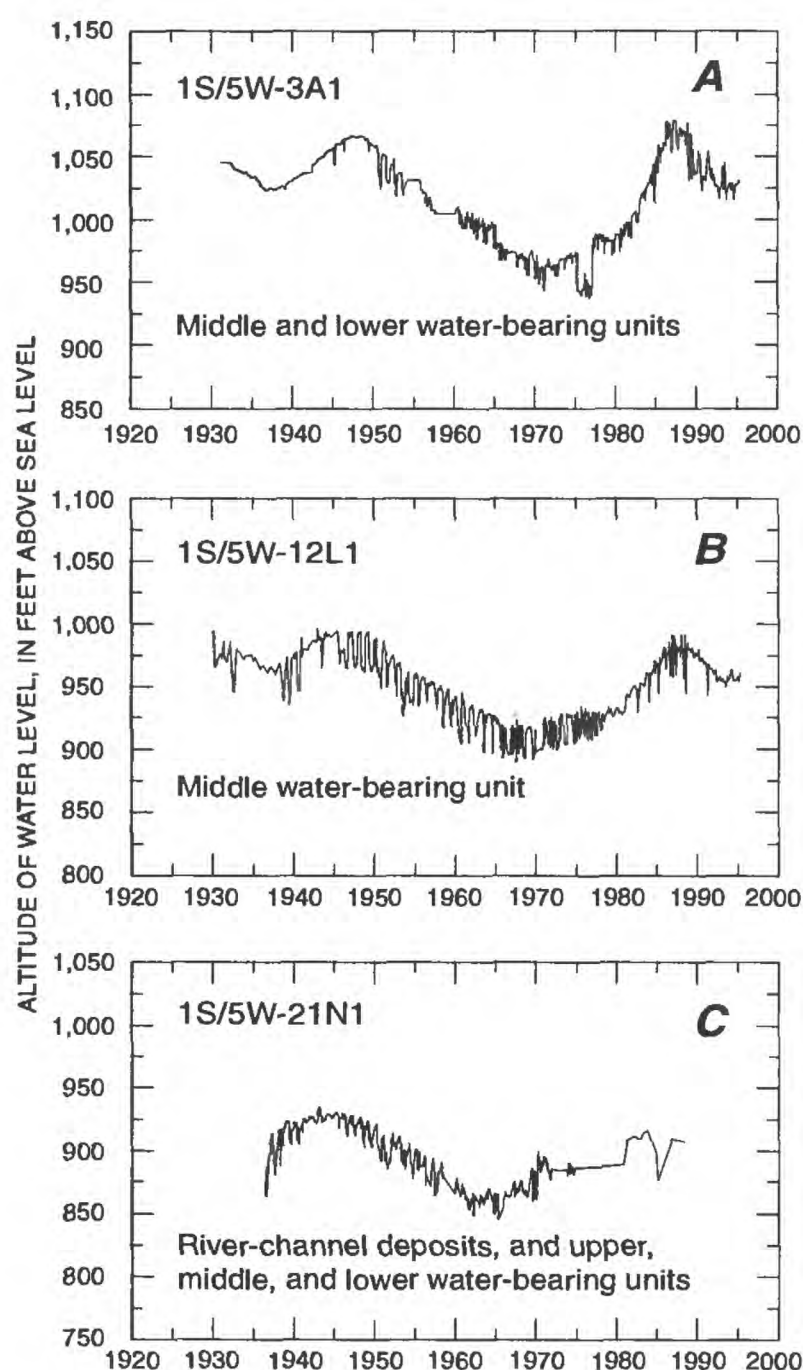 ALTITUDE OF WATER LEVEL, IN FEET ABOVE SEA LEVEL
1,150
1,100
1,050
1,000
950
900
850
1S/5W-3A1
A
Middle and lower water-bearing units
1920 1930 1940 1950 1960 1970 1980 1990 2000
1,100
1,050
1,000
950
900
850
800
1S/5W-12L1
B
Middle water-bearing unit
1920 1930 1940 1950 1960 1970 1980 1990 2000
1,050
1,000
950
900
850
800
750
1S/5W-21N1
C
River-channel deposits, and upper,
middle, and lower water-bearing units
1920 1930 1940 1950 1960 1970 1980 1990 2000